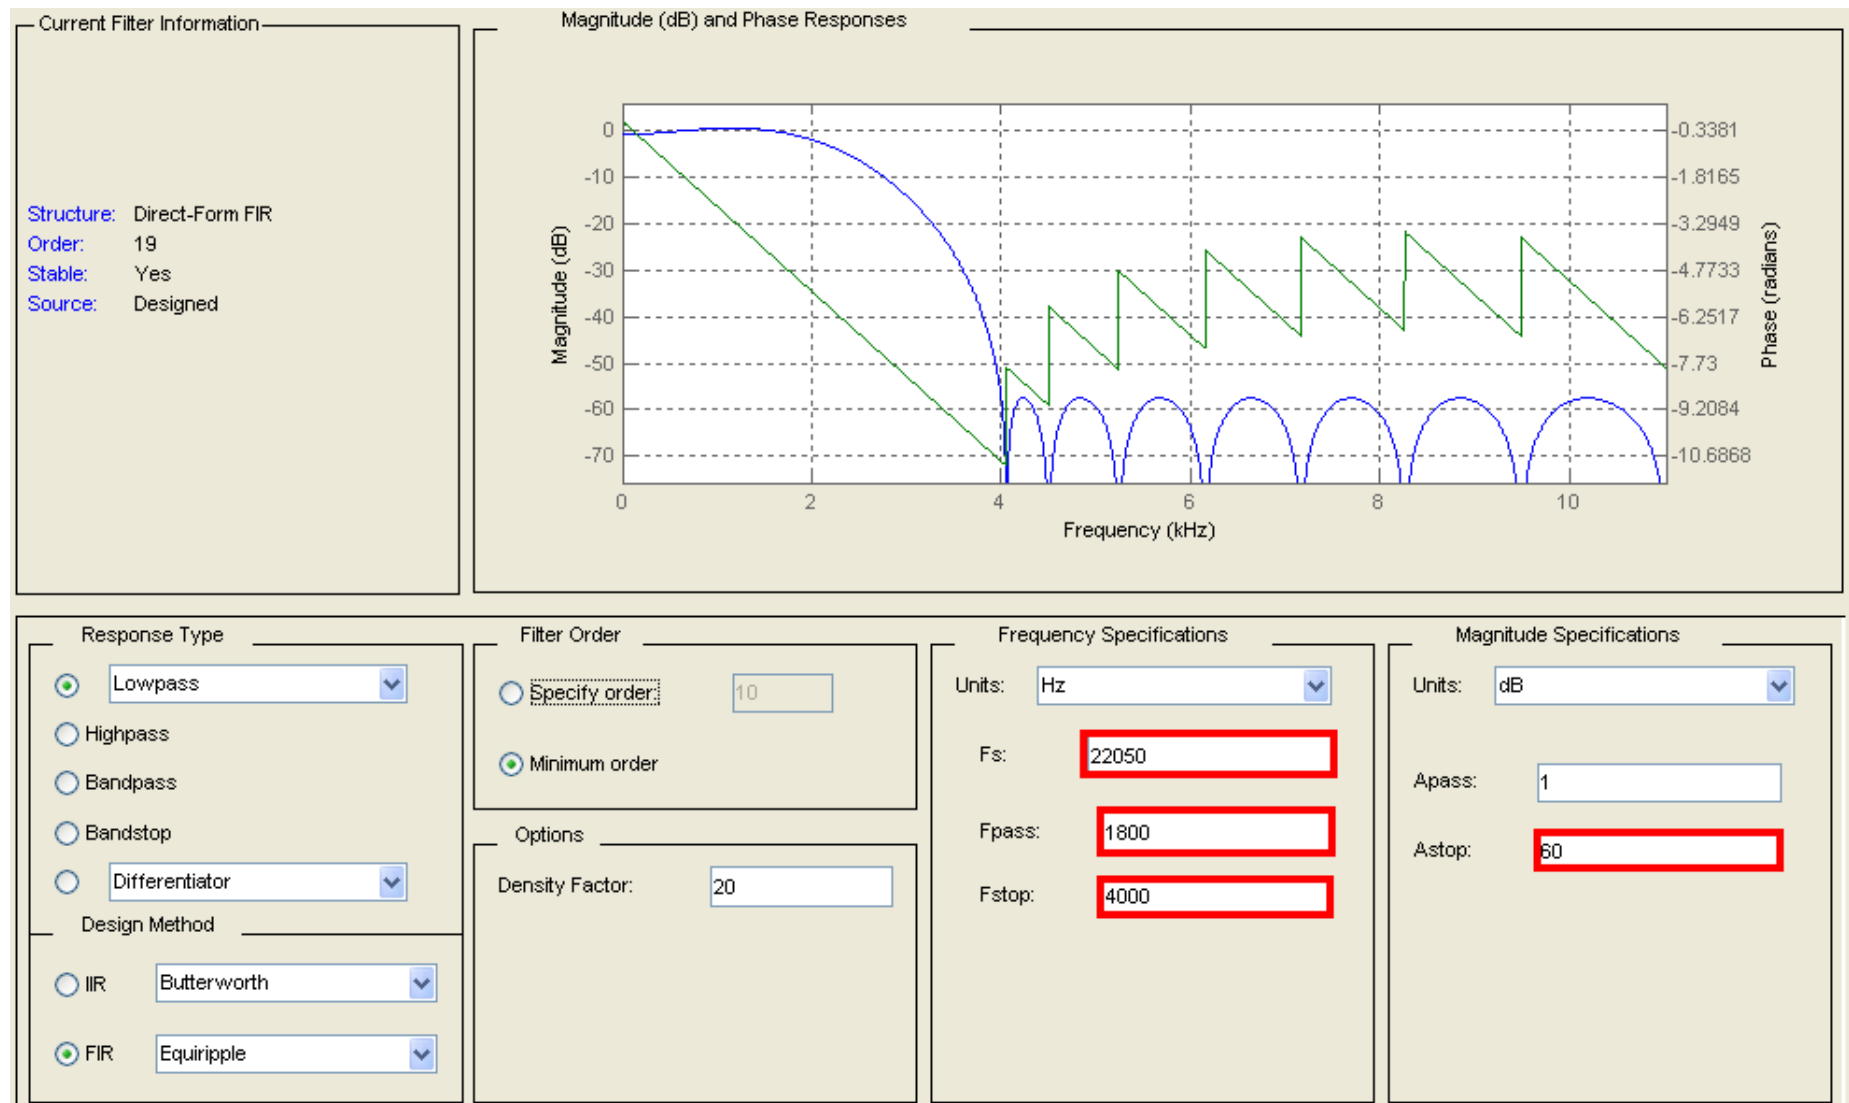 Current Filter Information
Structure: Direct-Form FIR
Order: 19
Stable: Yes
Source: Designed
Magnitude (dB) and Phase Responses
0
-10
-20
-30
-40
-50
-60
-70
Magnitude (dB)
0 2 4 6 8 10
Frequency (kHz)
-0.3381
-1.8165
-3.2949
-4.7733
-6.2517
-7.73
-9.2084
-10.6868
Phase (radians)
Response Type
Lowpass
Highpass
Bandpass
Bandstop
Differentiator
Design Method
IIR Butterworth
FIR Equiripple
Filter Order
Specify order: 10
Minimum order
Options
Density Factor: 20
Frequency Specifications
Units: Hz
Fs: 22050
Fpass: 1800
Fstop: 4000
Magnitude Specifications
Units: dB
Apass: 1
Astop: 60